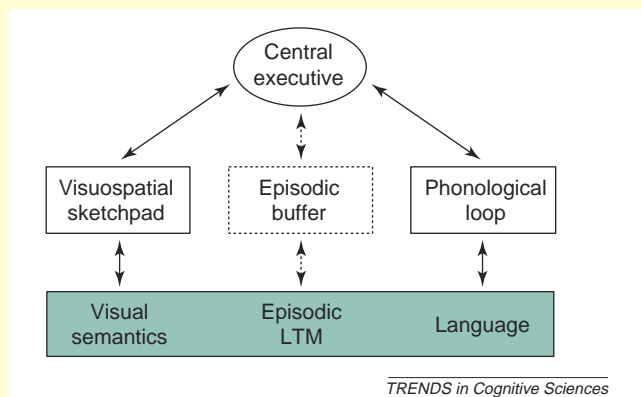 Central
executive
Visuospatial
sketchpad
Episodic
buffer
Phonological
loop
Visual
semantics
Episodic
LTM
Language
TRENDS in Cognitive Sciences